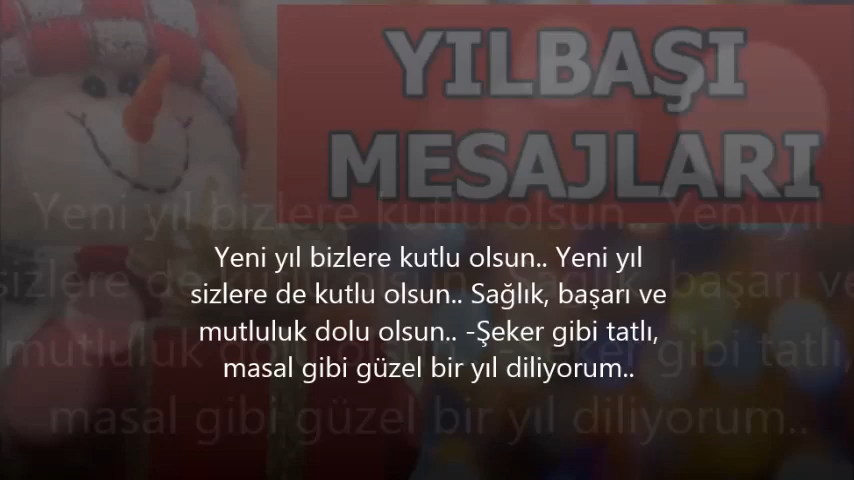 YILBAŞI
MESAJLARI
Yeni yıl bizlere kutlu olsun.. Yeni yıl
sizlere de kutlu olsun.. Sağlık, başarı ve
mutluluk dolu olsun.. -Şeker gibi tatlı,
masal gibi güzel bir yıl diliyorum..